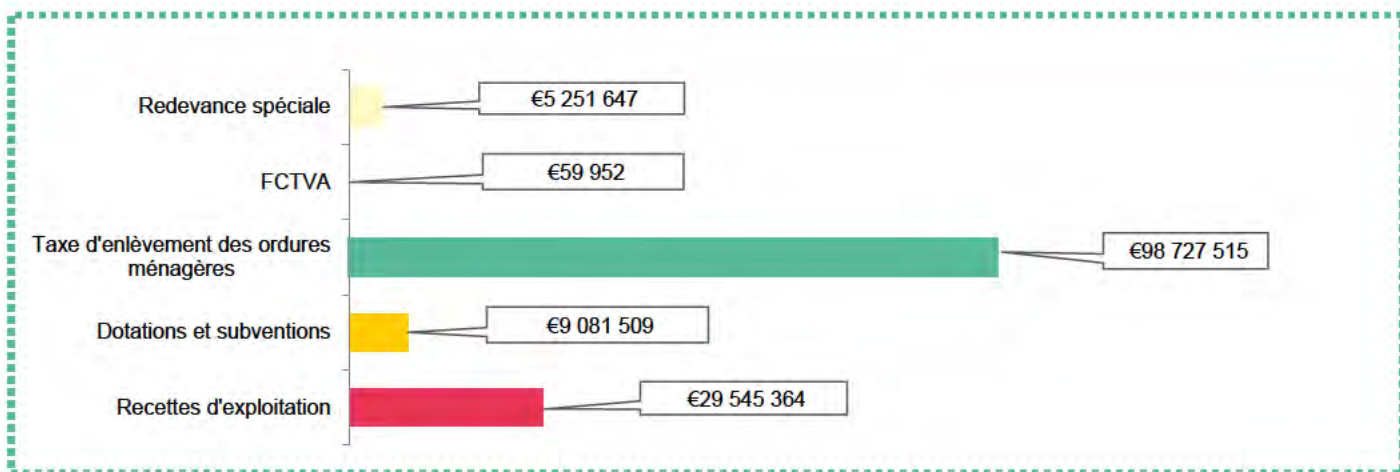 Redevance spéciale
€5 251 647
FCTVA
€59 952
Taxe d'enlèvement des ordures
ménagères
€98 727 515
Dotations et subventions
€9 081 509
Recettes d'exploitation
€29 545 364